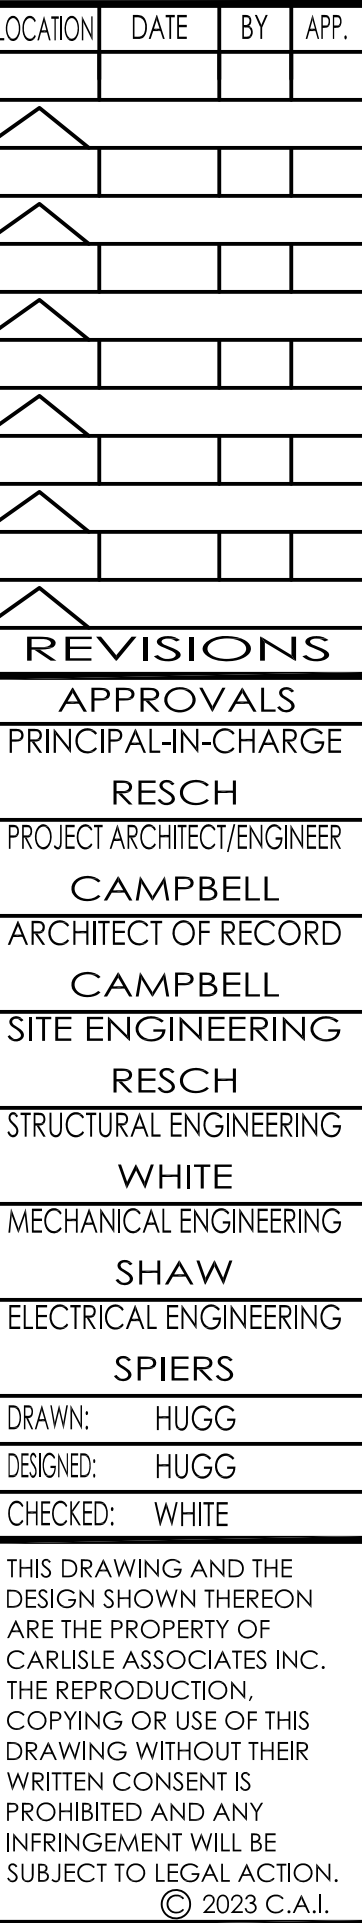 LOCATION DATE BY APP.
REVISIONS
APPROVALS
PRINCIPAL-IN-CHARGE
RESCH
PROJECT ARCHITECT/ENGINEER
CAMPBELL
ARCHITECT OF RECORD
CAMPBELL
SITE ENGINEERING
RESCH
STRUCTURAL ENGINEERING
WHITE
MECHANICAL ENGINEERING
SHAW
ELECTRICAL ENGINEERING
SPIERS
DRAWN: HUGG
DESIGNED: HUGG
CHECKED: WHITE
THIS DRAWING AND THE
DESIGN SHOWN THEREON
ARE THE PROPERTY OF
CARLISLE ASSOCIATES INC.
THE REPRODUCTION,
COPYING OR USE OF THIS
DRAWING WITHOUT THEIR
WRITTEN CONSENT IS
PROHIBITED AND ANY
INFRINGEMENT WILL BE
SUBJECT TO LEGAL ACTION.
© 2023 C.A.I.